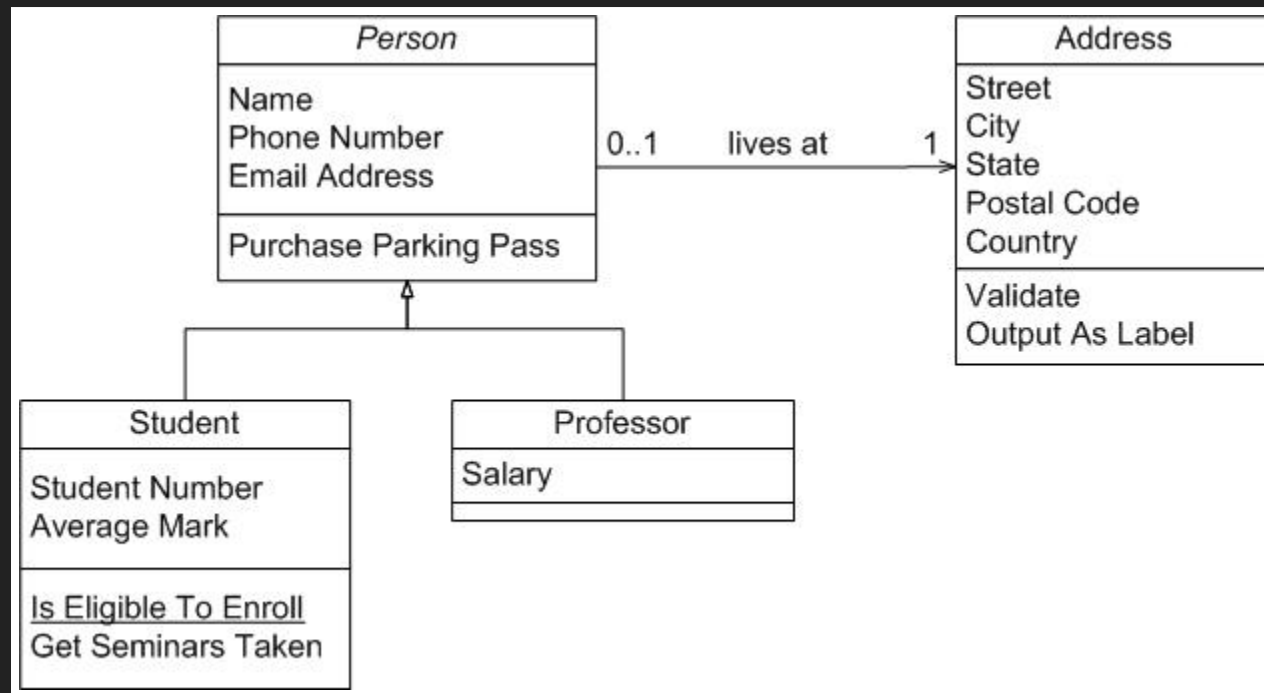 Person
Name
Phone Number
Email Address
Purchase Parking Pass
0..1 lives at 1
Address
Street
City
State
Postal Code
Country
Validate
Output As Label
Student
Student Number
Average Mark
Is Eligible To Enroll
Get Seminars Taken
Professor
Salary